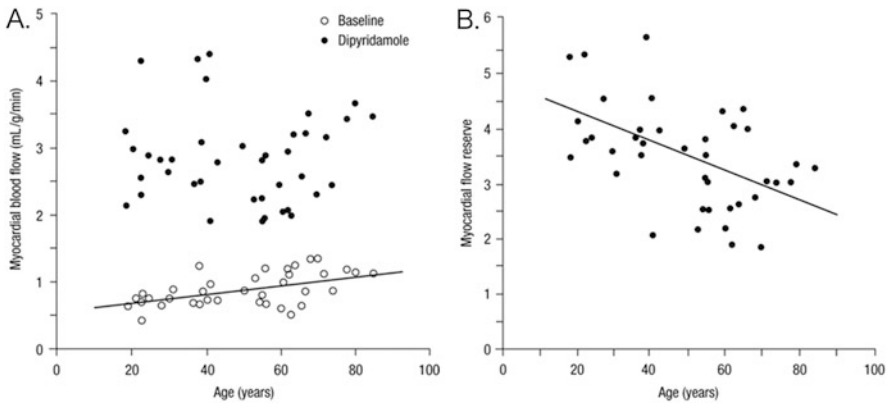 A.
Baseline
Dipyridamole
Myocardial blood flow (mL/g/min)
5
4
3
2
1
0
0 20 40 60 80 100
Age (years)
B.
Myocardial flow reserve
6
5
4
3
2
1
0
0 20 40 60 80 100
Age (years)